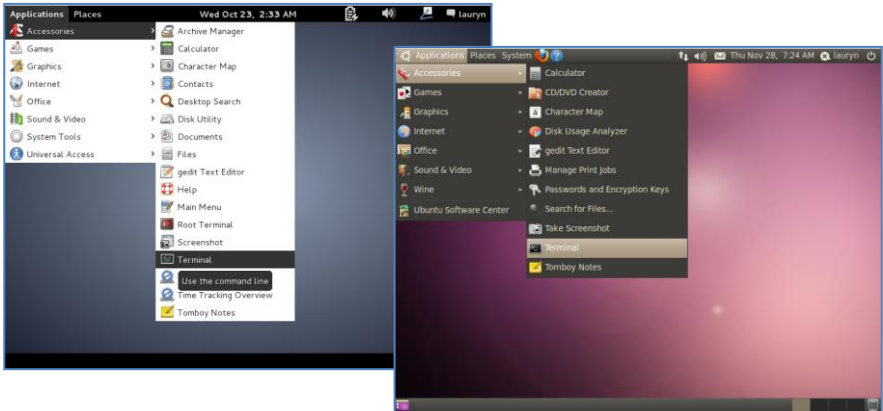 Applications Places Wed Oct 23, 2:33 AM lauryn
Accessories
Games
Graphics
Internet
Office
Sound & Video
System Tools
Universal Access
Archive Manager
Calculator
Character Map
Contacts
Desktop Search
Disk Utility
Documents
Files
gedit Text Editor
Help
Main Menu
Root Terminal
Screenshot
Terminal
Use the command line
Time Tracking Overview
Tomboy Notes
Applications Places System Thu Nov 28, 7:24 AM lauryn
Accessories
Games
Graphics
Internet
Office
Sound & Video
Wine
Ubuntu Software Center
Calculator
CD/DVD Creator
Character Map
Disk Usage Analyzer
gedit Text Editor
Manage Print Jobs
Passwords and Encryption Keys
Search for Files...
Take Screenshot
Terminal
Tomboy Notes